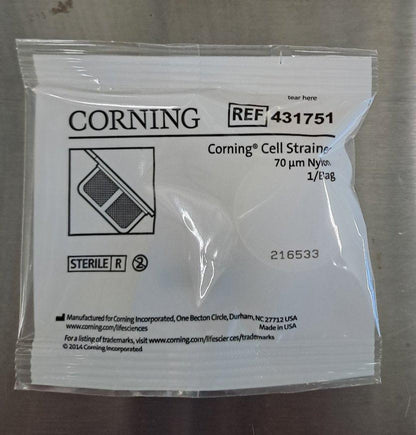 tear here
CORNING REF 431751
Corning® Cell Strainer
70 µm Nylon
1/Bag
STERILE R 2
216533
Manufactured for Corning Incorporated, One Becton Circle, Durham, NC 27712 USA
www.corning.com/lifesciences Made in USA
For a listing of trademarks, visit www.corning.com/lifesciences/trademarks
© 2014 Corning Incorporated